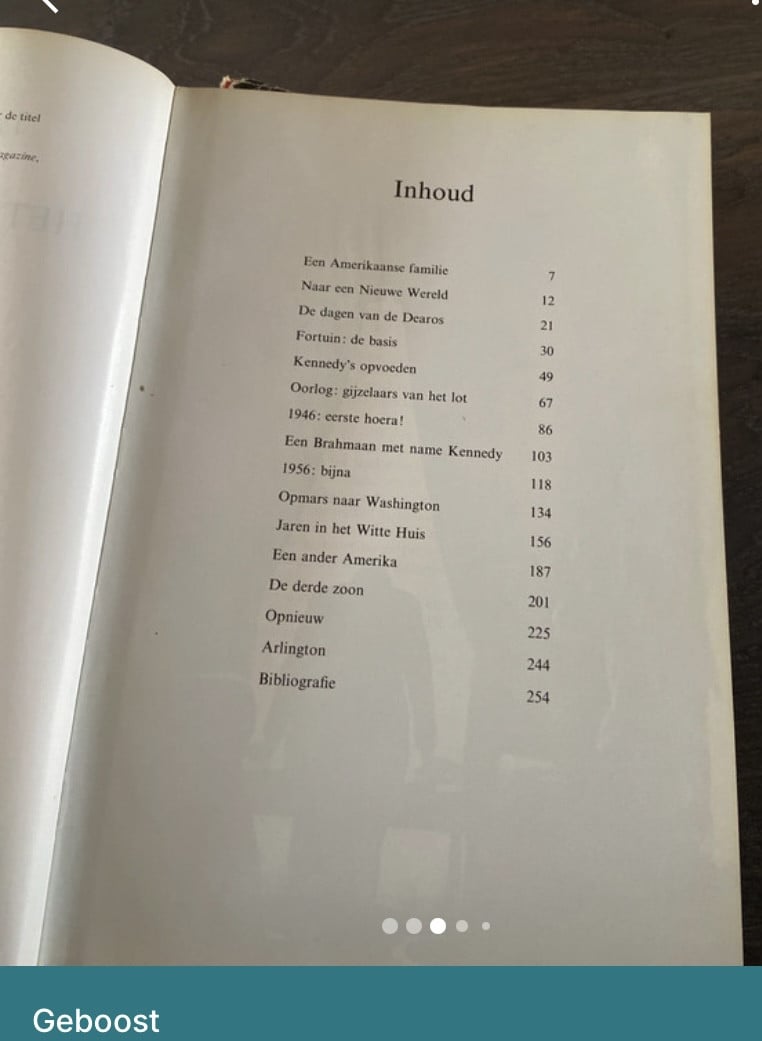 de titel
Inhoud
Een Amerikaanse familie 7
Naar een Nieuwe Wereld 12
De dagen van de Dearos 21
Fortuin: de basis 30
Kennedy's opvoeden 49
Oorlog: gijzelaars van het lot 67
1946: eerste hoera! 86
Een Brahmaan met name Kennedy 103
1956: bijna 118
Opmars naar Washington 134
Jaren in het Witte Huis 156
Een ander Amerika 187
De derde zoon 201
Opnieuw 225
Arlington 244
Bibliografie 254
Geboost